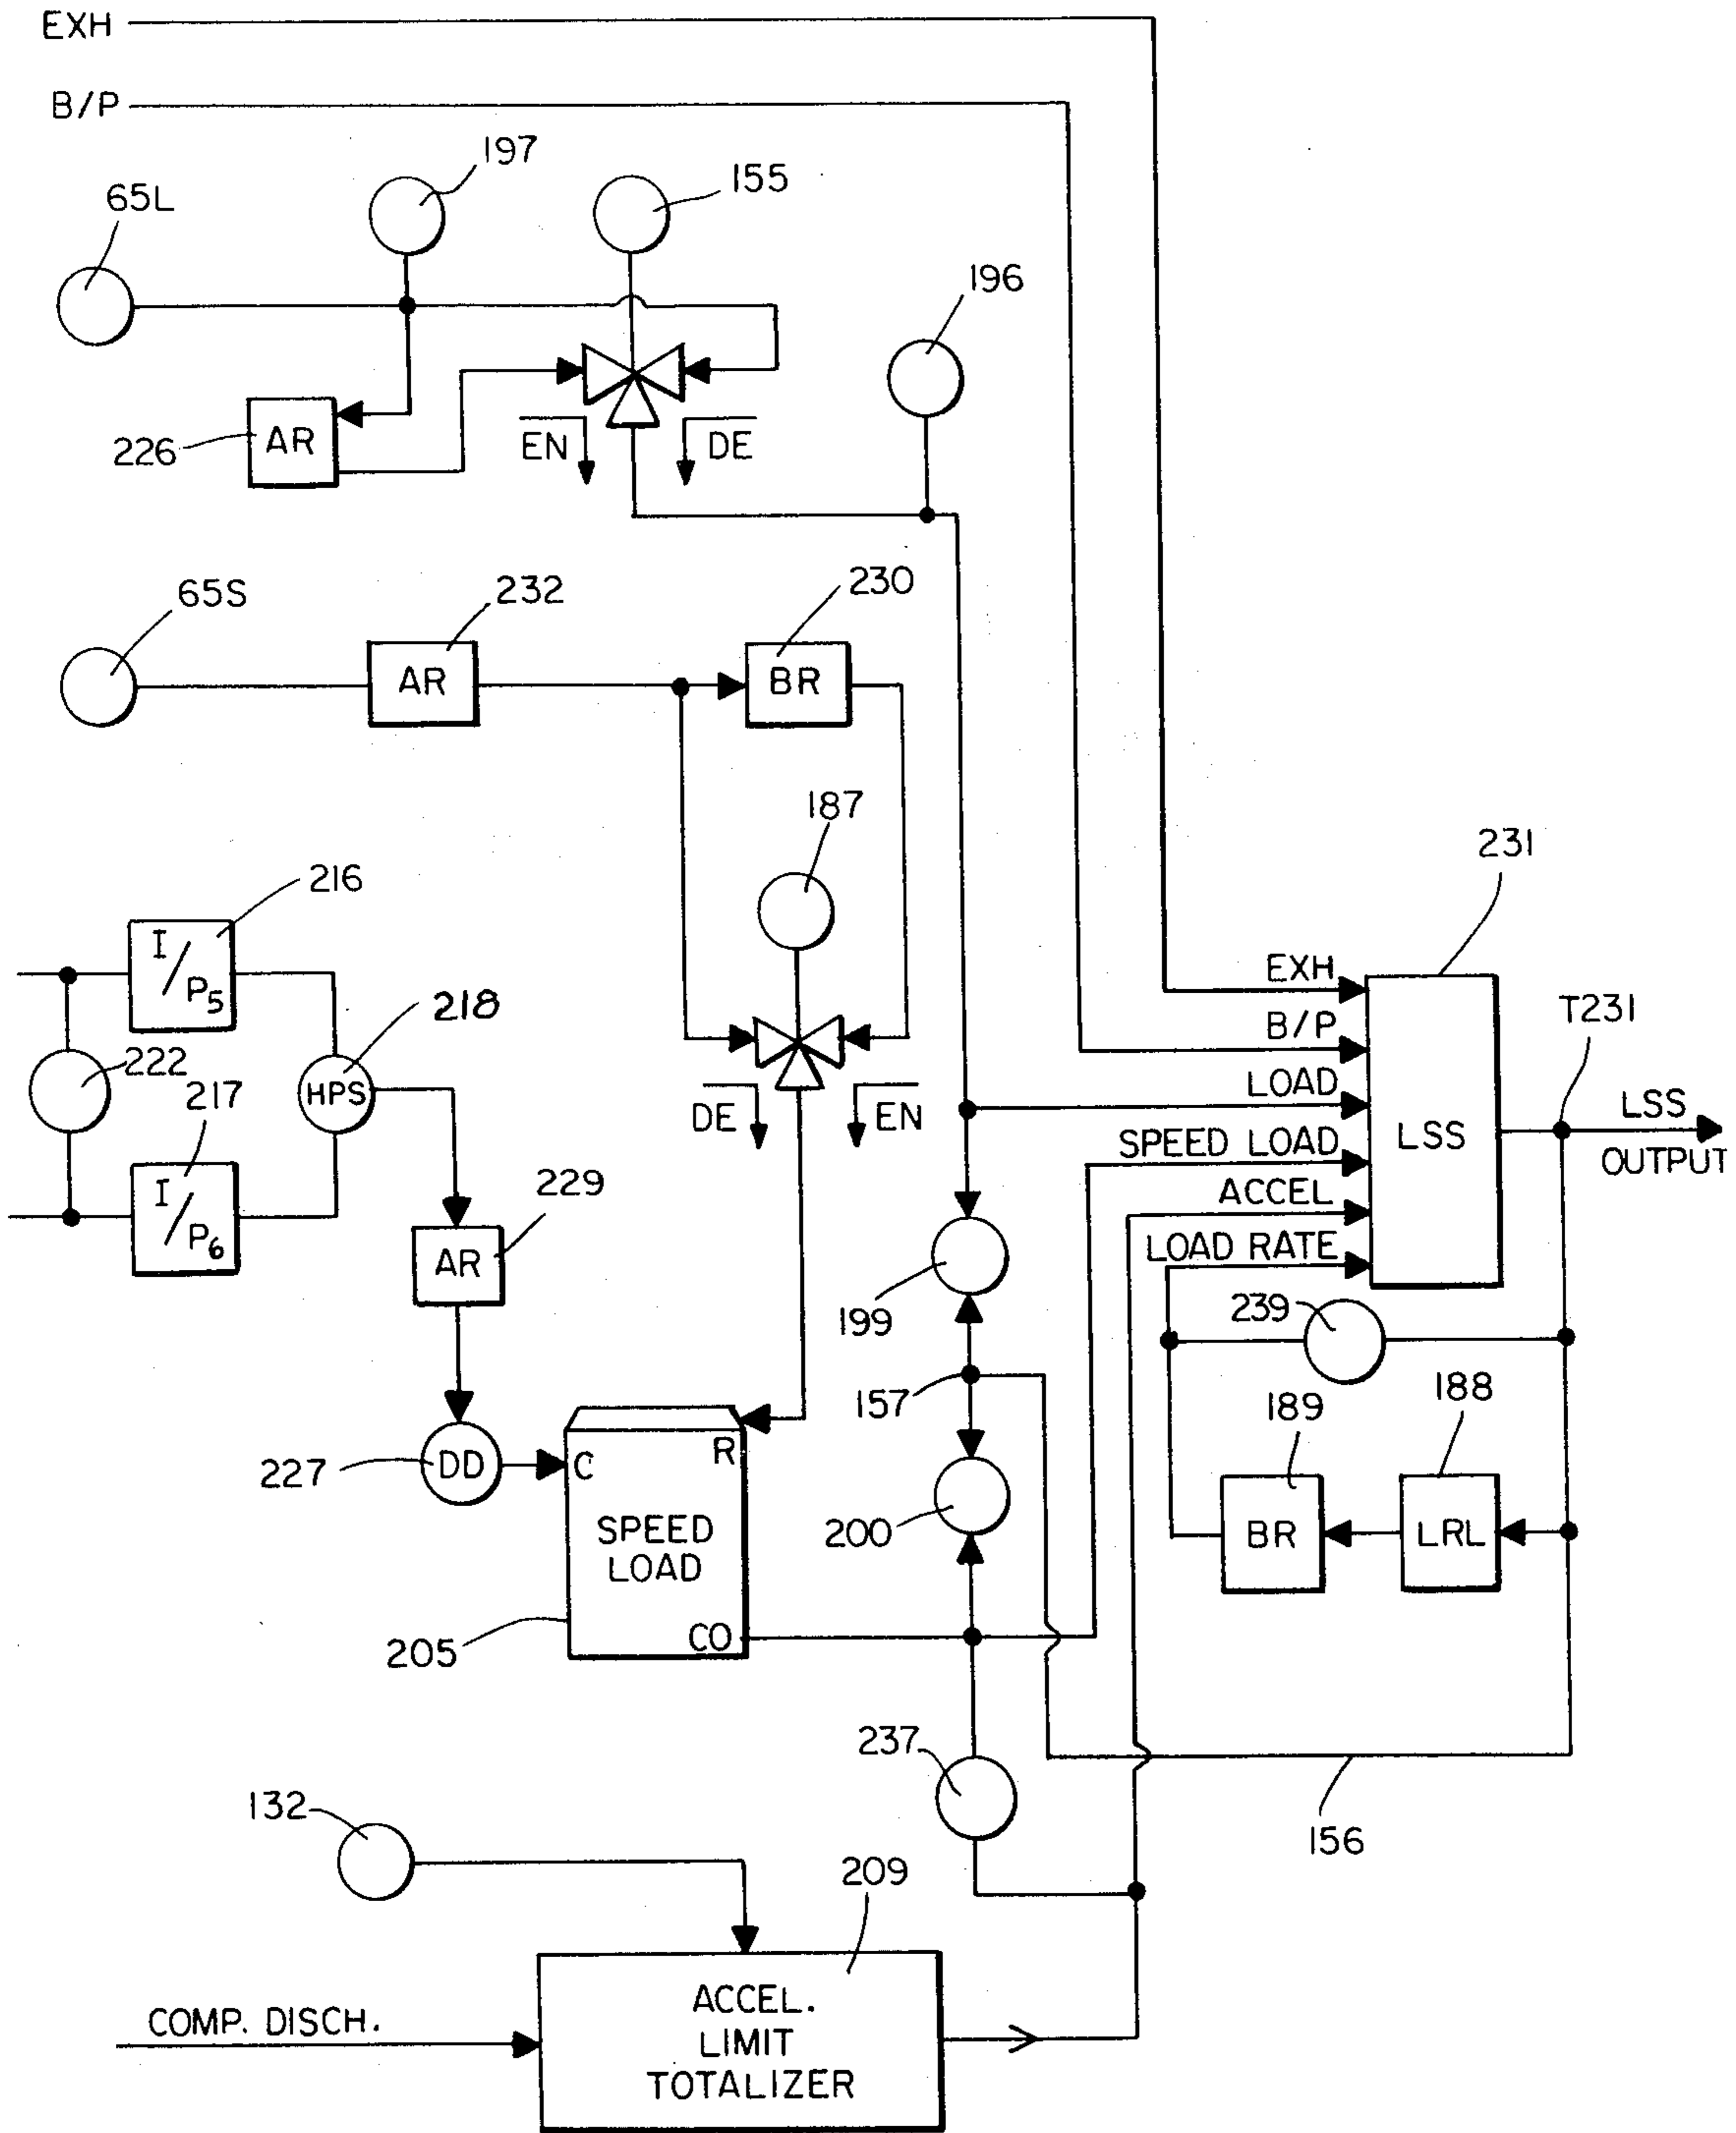 EXH
B/P
197
155
65L
196
226
AR
EN
DE
65S
232
230
AR
BR
187
216
231
I/P5
218
EXH
T231
222
B/P
217
HPS
DE
EN
LOAD
LSS
LSS
OUTPUT
I/P6
SPEED LOAD
229
ACCEL
AR
LOAD RATE
199
239
157
188
189
227
DD
C
R
200
BR
LRL
SPEED
LOAD
205
CO
237
132
156
209
COMP. DISCH.
ACCEL.
LIMIT
TOTALIZER